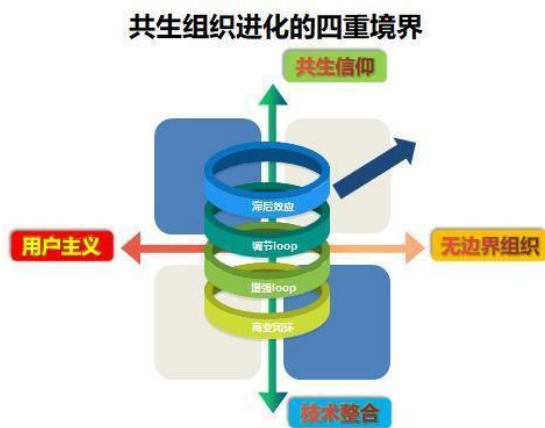 共生组织进化的四重境界
共生信仰
滞后效应
调节loop
用户主义
无边界组织
增强loop
商业闭环
技术整合